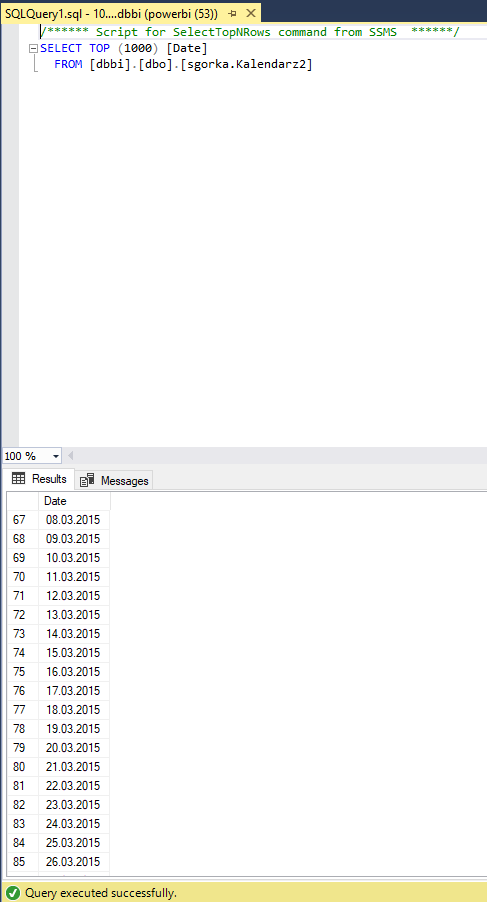 SQLQuery1.sql - 10....dbbi (powerbi (53))
/****** Script for SelectTopNRows command from SSMS  ******/
SELECT TOP (1000) [Date]
  FROM [dbbi].[dbo].[sgorka.Kalendarz2]
100 %
Results Messages
Date
67 08.03.2015
68 09.03.2015
69 10.03.2015
70 11.03.2015
71 12.03.2015
72 13.03.2015
73 14.03.2015
74 15.03.2015
75 16.03.2015
76 17.03.2015
77 18.03.2015
78 19.03.2015
79 20.03.2015
80 21.03.2015
81 22.03.2015
82 23.03.2015
83 24.03.2015
84 25.03.2015
85 26.03.2015
Query executed successfully.